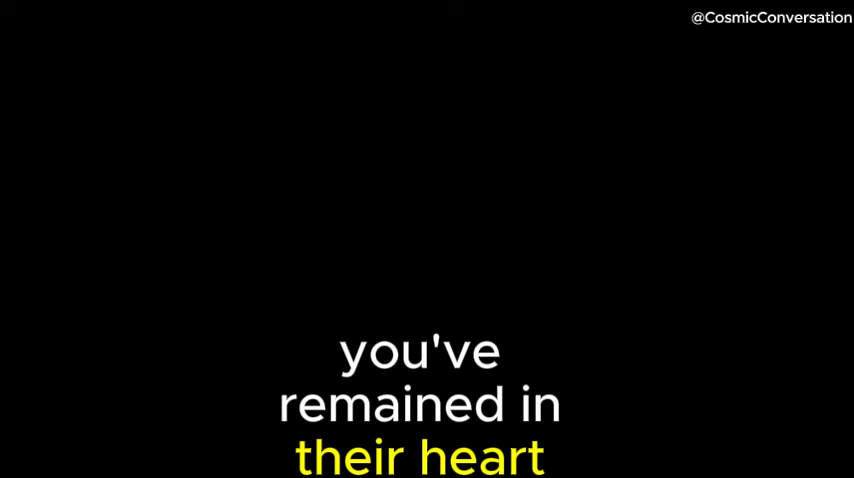 @CosmicConversation
you've
remained in
their heart